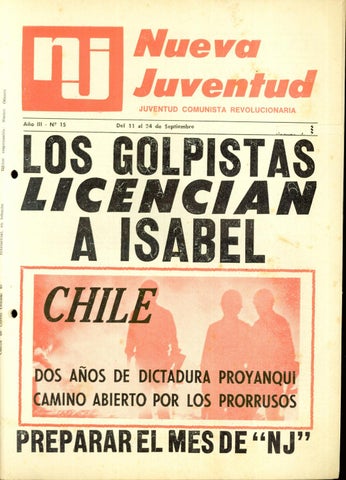 nj
Nueva
Juventud
JUVENTUD COMUNISTA REVOLUCIONARIA
Año III - Nº 15
Del 11 al 24 de Septiembre
LOS GOLPISTAS
LICENCIAN
A ISABEL
CHILE
DOS AÑOS DE DICTADURA PROYANQUI
CAMINO ABIERTO POR LOS PRORRUSOS
PREPARAR EL MES DE "NJ"